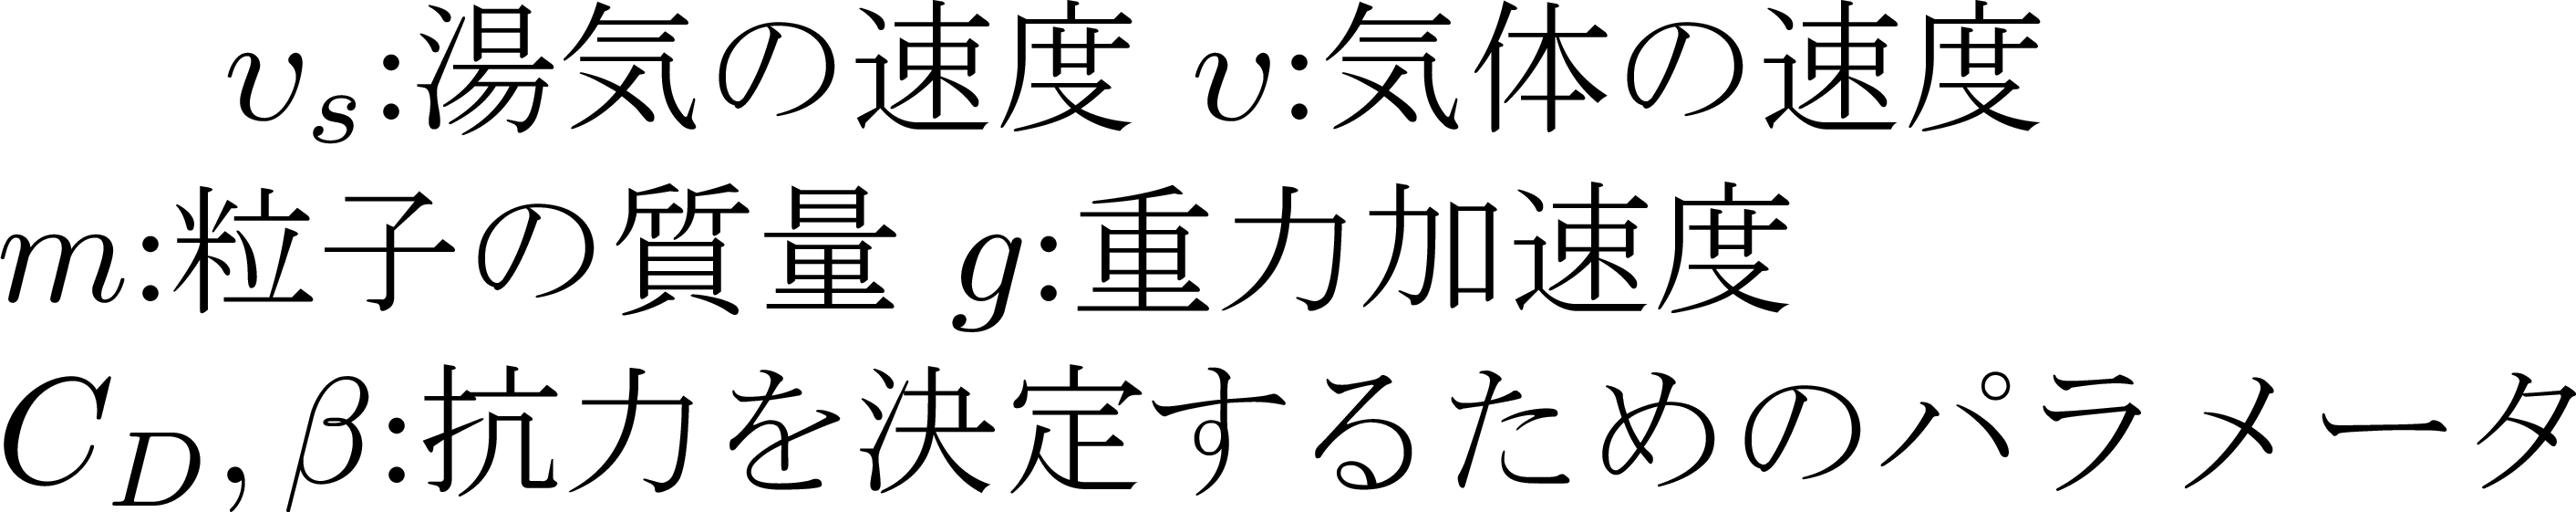 v_s:湯気の速度 v:気体の速度
m:粒子の質量 g:重力加速度
C_D, β:抗力を決定するためのパラメータ